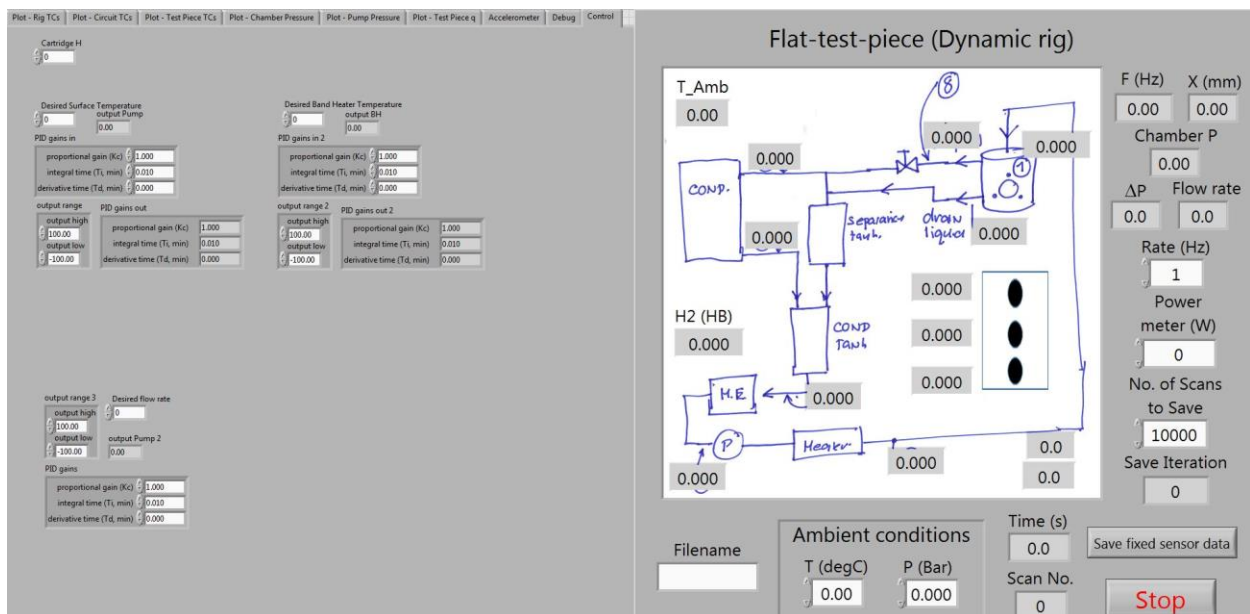 Plot - Rig TCs
Plot - Circuit TCs
Plot - Test Piece TCs
Plot - Chamber Pressure
Plot - Pump Pressure
Plot - Test Piece q
Accelerometer
Debug
Control
Cartridge H
0
Desired Surface Temperature
0
output Pump
0.00
PID gains in
proportional gain (Kc) 1.000
integral time (Ti, min) 0.010
derivative time (Td, min) 0.000
output range
output high
100.00
output low
-100.00
PID gains out
proportional gain (Kc) 1.000
integral time (Ti, min) 0.010
derivative time (Td, min) 0.000
Desired Band Heater Temperature
0
output BH
0.00
PID gains in 2
proportional gain (Kc) 1.000
integral time (Ti, min) 0.010
derivative time (Td, min) 0.000
output range 2
output high
100.00
output low
-100.00
PID gains out 2
proportional gain (Kc) 1.000
integral time (Ti, min) 0.010
derivative time (Td, min) 0.000
output range 3
output high
100.00
output low
-100.00
Desired flow rate
0
output Pump 2
0.00
PID gains
proportional gain (Kc) 1.000
integral time (Ti, min) 0.010
derivative time (Td, min) 0.000
Flat-test-piece (Dynamic rig)
T_Amb
0.00
8
0.000
0.000
0.000
1
COND.
separation
tank.
drain
liquid
0.000
0.000
0.000
0.000
0.000
H2 (HB)
0.000
COND
TANK
H.E
0.000
P
Heater
0.000
0.000
0.0
0.0
F (Hz)
0.00
X (mm)
0.00
Chamber P
0.00
ΔP
0.0
Flow rate
0.0
Rate (Hz)
1
Power
meter (W)
0
No. of Scans
to Save
10000
Save Iteration
0
Filename
Ambient conditions
T (degC)
0.00
P (Bar)
0.000
Time (s)
0.0
Scan No.
0
Save fixed sensor data
Stop